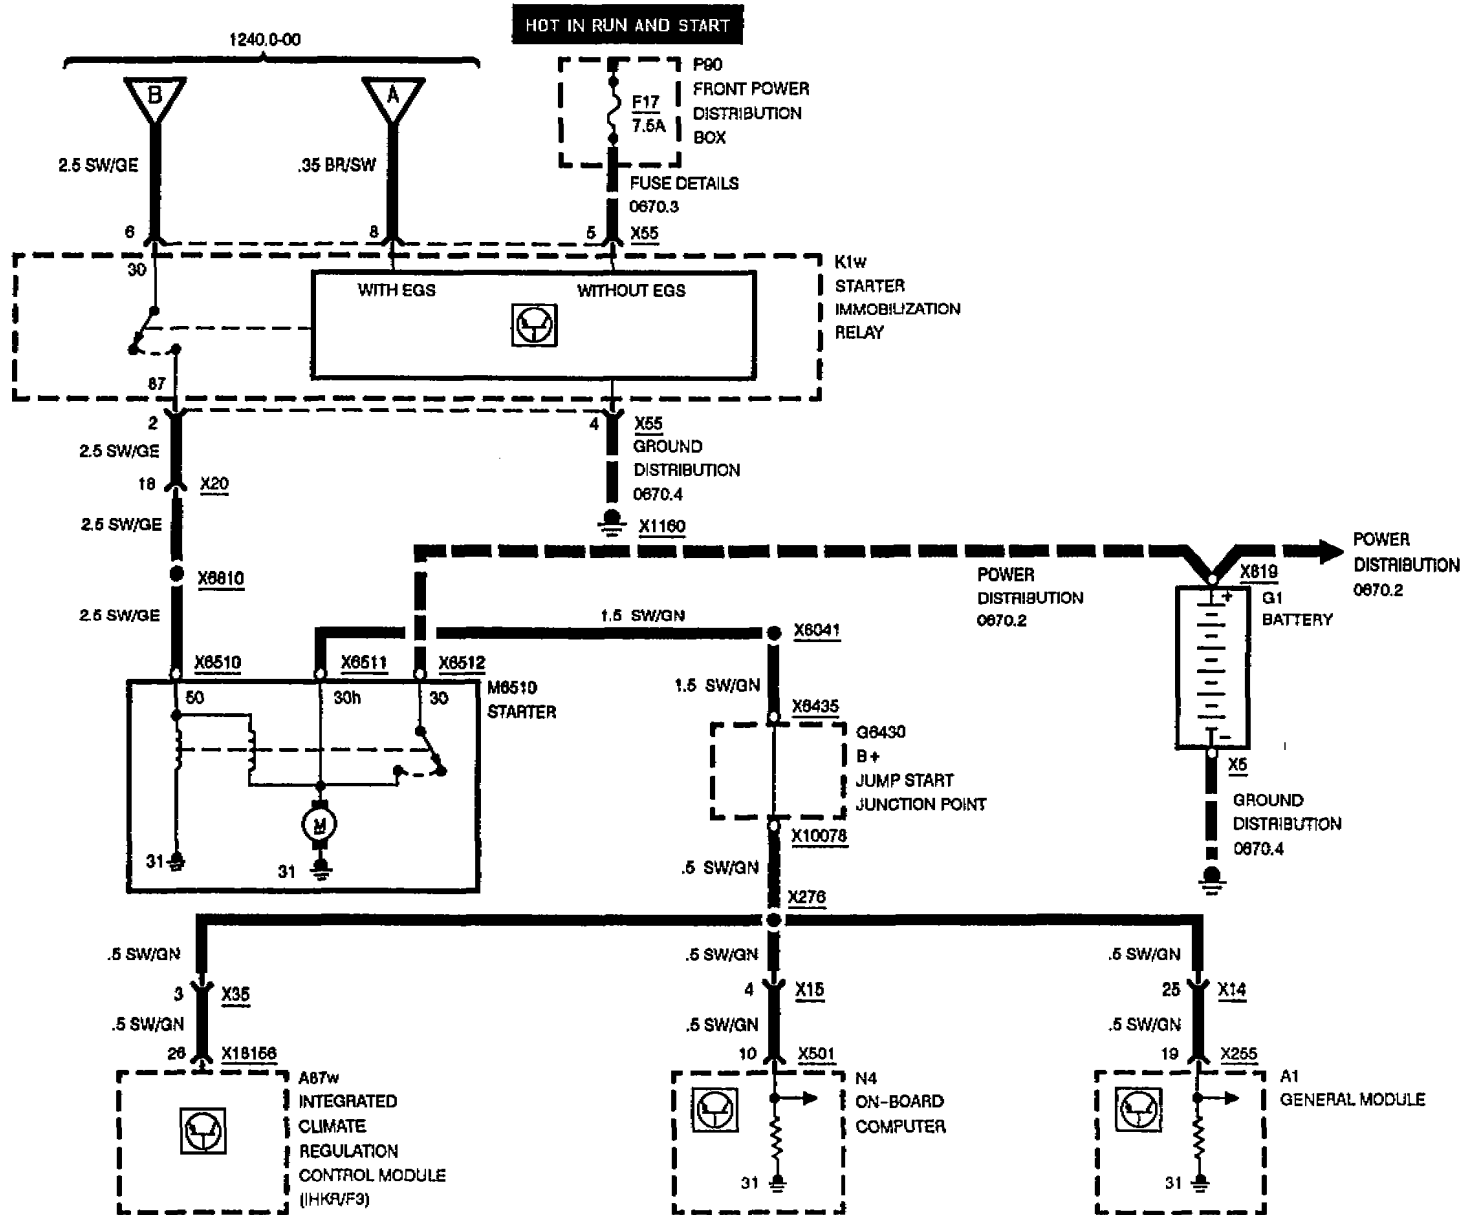 HOT IN RUN AND START
1240.0-00
B
A
2.5 SW/GE
.35 BR/SW
F17
7.5A
P90
FRONT POWER
DISTRIBUTION
BOX
FUSE DETAILS
0670.3
6
8
5
X55
30
WITH EGS
WITHOUT EGS
K1w
STARTER
IMMOBILIZATION
RELAY
87
2
4
X55
GROUND
DISTRIBUTION
0670.4
2.5 SW/GE
18
X20
2.5 SW/GE
X1160
X6810
2.5 SW/GE
POWER
DISTRIBUTION
0670.2
POWER
DISTRIBUTION
0670.2
X819
G1
BATTERY
+
-
1.5 SW/GN
X6041
X6510
X6511
X6512
50
30h
30
M6510
STARTER
1.5 SW/GN
X6435
G6430
B+
JUMP START
JUNCTION POINT
X10078
X5
GROUND
DISTRIBUTION
0670.4
M
31
31
.5 SW/GN
X276
.5 SW/GN
.5 SW/GN
.5 SW/GN
3
X35
4
X15
25
X14
.5 SW/GN
.5 SW/GN
.5 SW/GN
26
X18156
10
X501
19
X255
A87w
INTEGRATED
CLIMATE
REGULATION
CONTROL MODULE
(IHKR/F3)
N4
ON-BOARD
COMPUTER
31
A1
GENERAL MODULE
31